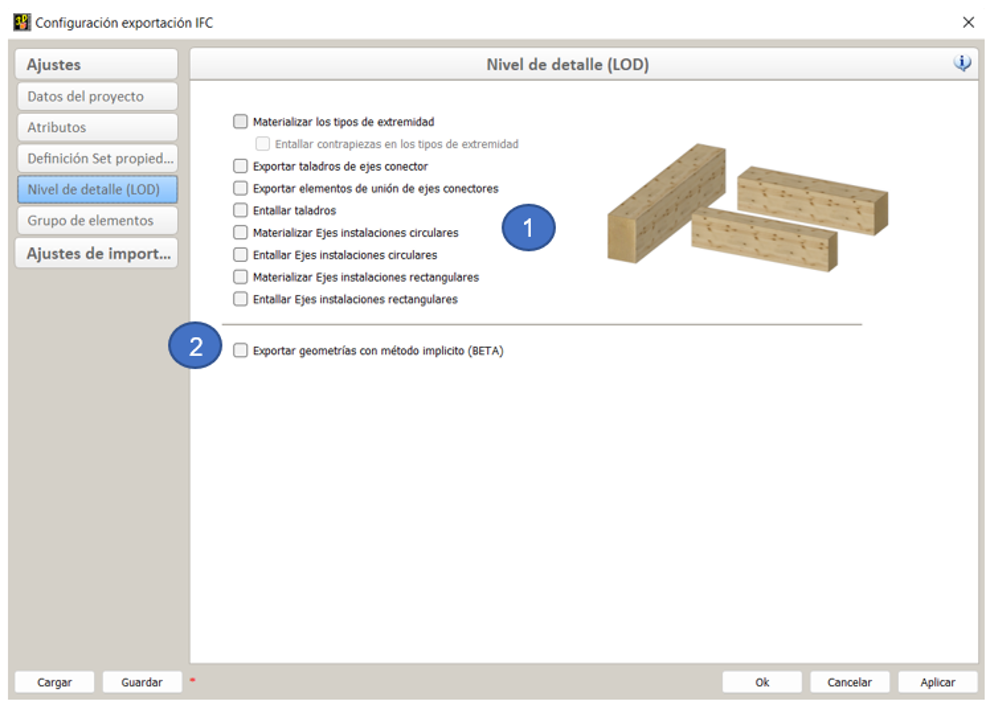 Configuración exportación IFC
Ajustes
Datos del proyecto
Atributos
Definición Set propied...
Nivel de detalle (LOD)
Grupo de elementos
Ajustes de import...
Nivel de detalle (LOD)
Materializar los tipos de extremidad
Entallar contrapiezas en los tipos de extremidad
Exportar taladros de ejes conector
Exportar elementos de unión de ejes conectores
Entallar taladros
Materializar Ejes instalaciones circulares
Entallar Ejes instalaciones circulares
Materializar Ejes instalaciones rectangulares
Entallar Ejes instalaciones rectangulares
1
2
Exportar geometrías con método implicito (BETA)
Cargar
Guardar
*
Ok
Cancelar
Aplicar